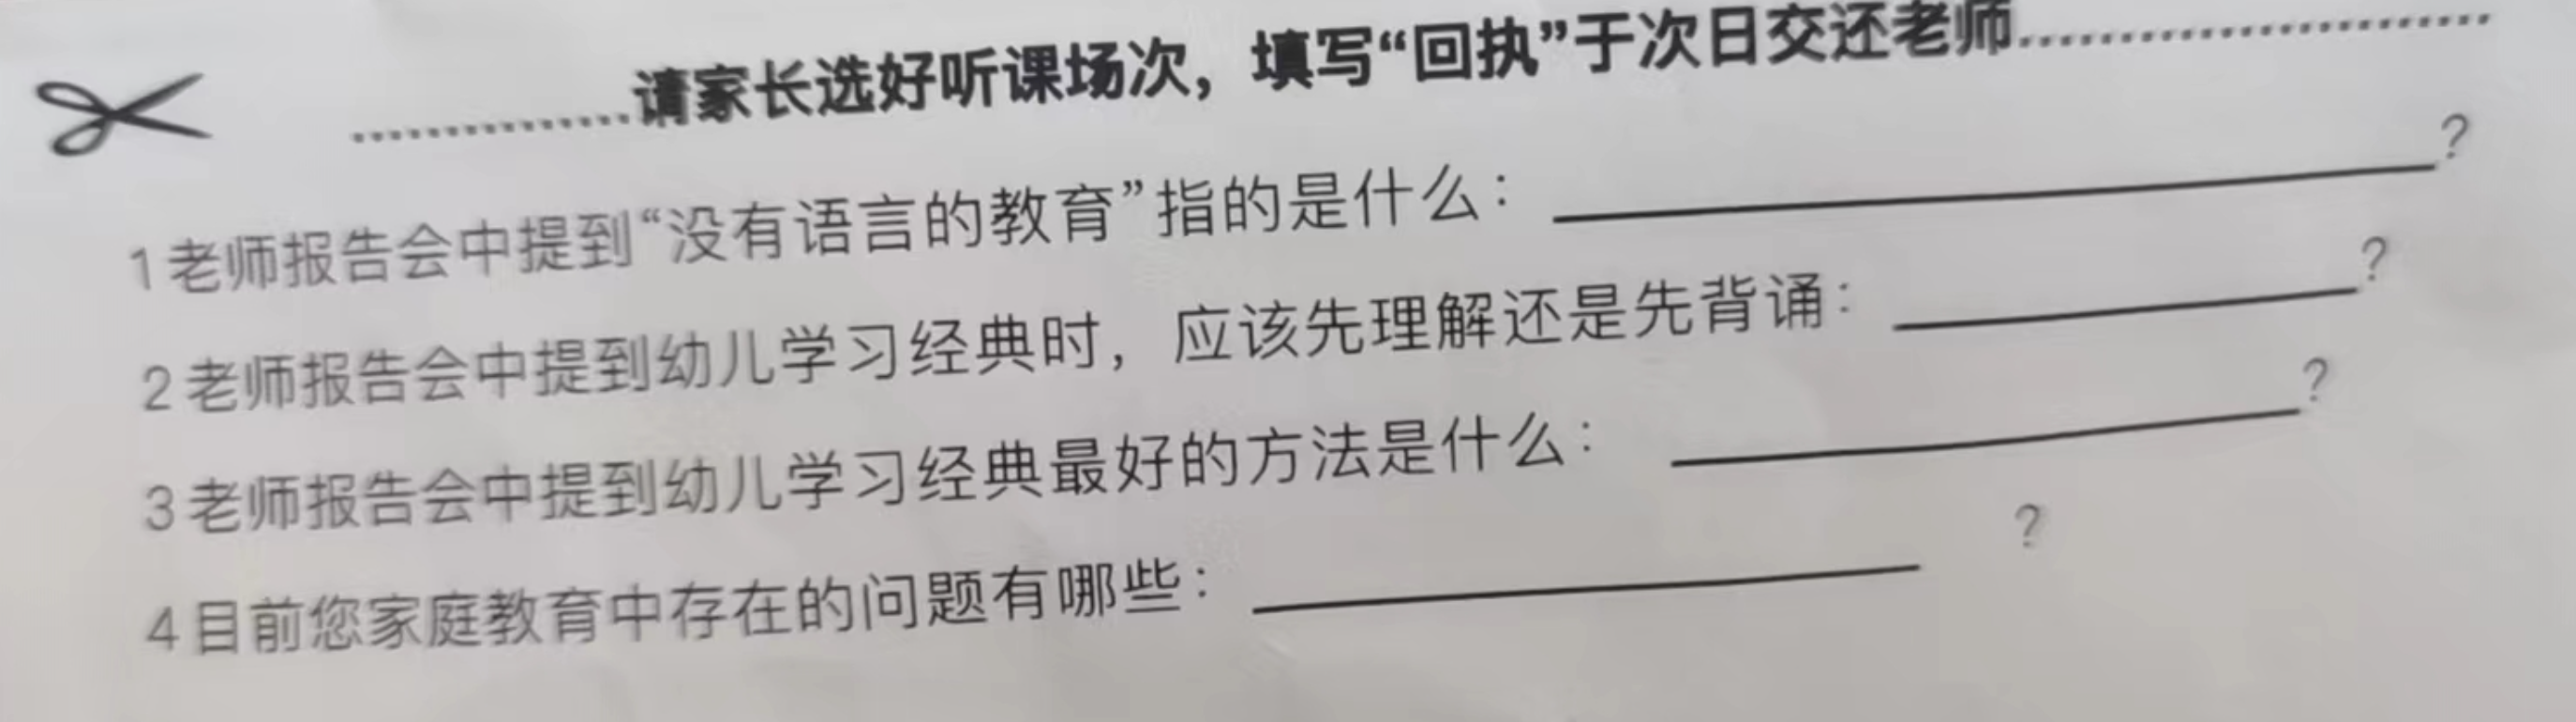 请家长选好听课场次，填写“回执”于次日交还老师
1老师报告会中提到“没有语言的教育”指的是什么：____________？
2老师报告会中提到幼儿学习经典时，应该先理解还是先背诵：____________？
3老师报告会中提到幼儿学习经典最好的方法是什么：____________？
4目前您家庭教育中存在的问题有哪些：____________ ？